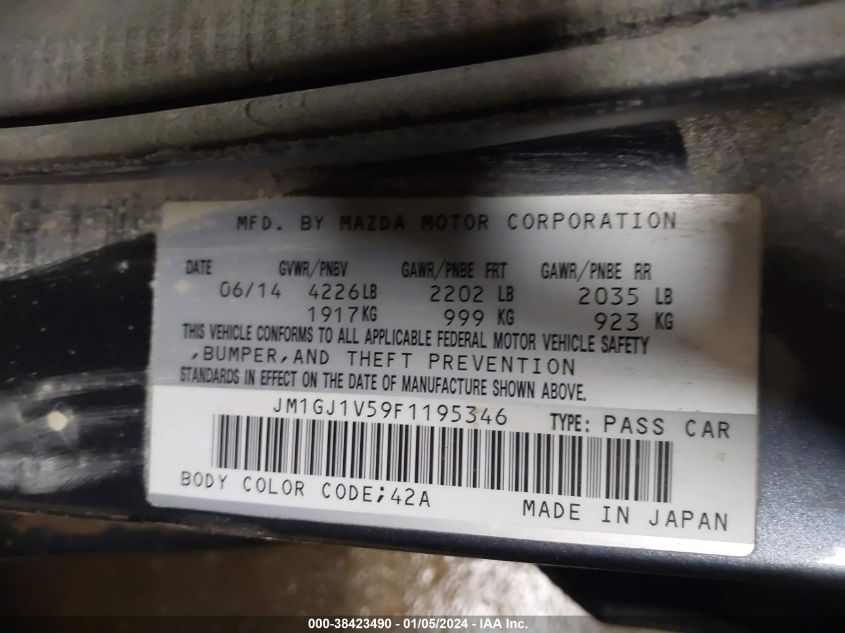 MFD. BY MAZDA MOTOR CORPORATION
DATE GVWR/PNBV GAWR/PNBE FRT GAWR/PNBE RR
06/14 4226LB 2202 LB 2035 LB
1917KG 999 KG 923 KG
THIS VEHICLE CONFORMS TO ALL APPLICABLE FEDERAL MOTOR VEHICLE SAFETY
,BUMPER,AND THEFT PREVENTION
STANDARDS IN EFFECT ON THE DATE OF MANUFACTURE SHOWN ABOVE.
JM1GJ1V59F1195346 TYPE: PASS CAR
BODY COLOR CODE;42A
MADE IN JAPAN
000-38423490 - 01/05/2024 - IAA Inc.